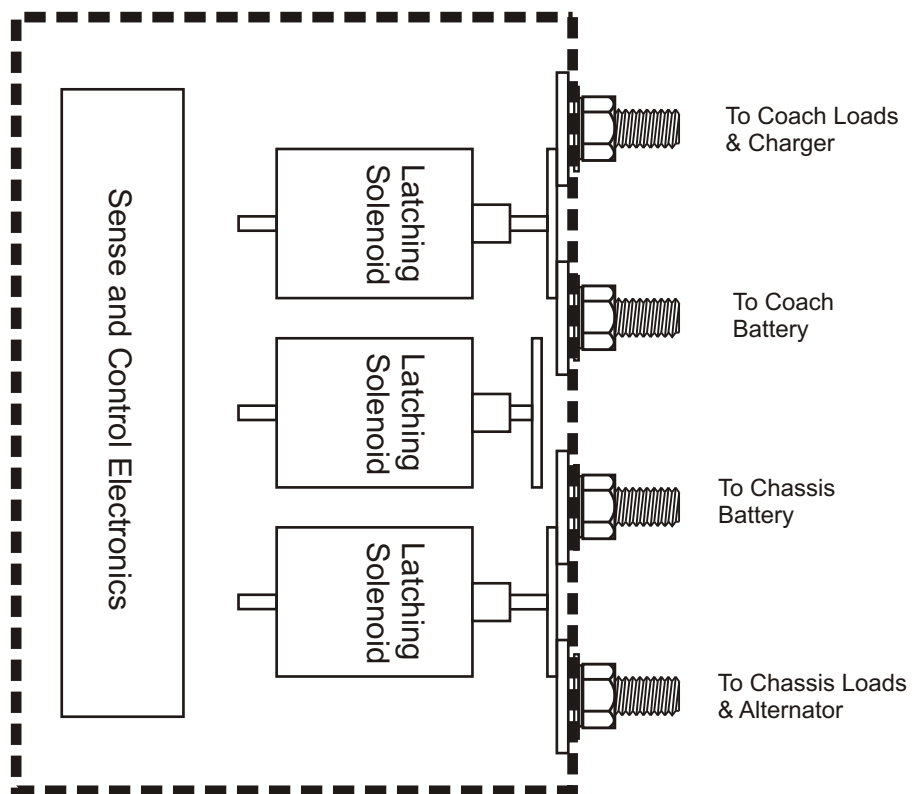 Sense and Control Electronics
Latching
Solenoid
Latching
Solenoid
Latching
Solenoid
To Coach Loads
& Charger
To Coach
Battery
To Chassis
Battery
To Chassis Loads
& Alternator